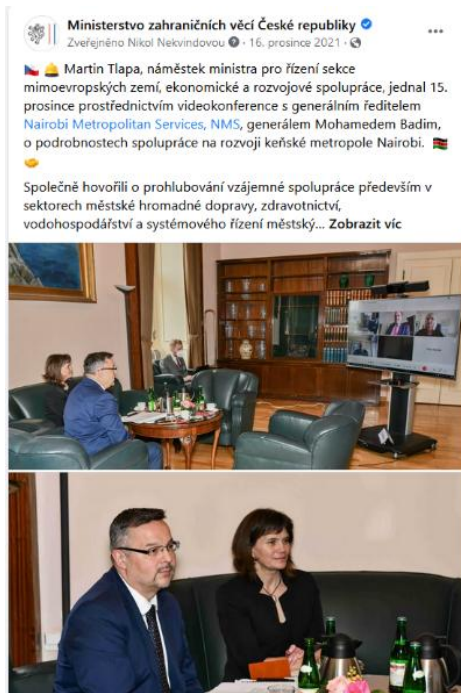 Ministerstvo zahraničních věcí České republiky
Zveřejněno Nikol Nekvindovou · 16. prosince 2021 ·
Martin Tlapa, náměstek ministra pro řízení sekce
mimoevropských zemí, ekonomické a rozvojové spolupráce, jednal 15.
prosince prostřednictvím videokonference s generálním ředitelem
Nairobi Metropolitan Services, NMS, generálem Mohamedem Badim,
o podrobnostech spolupráce na rozvoji keňské metropole Nairobi.
Společně hovořili o prohlubování vzájemné spolupráce především v
sektorech městské hromadné dopravy, zdravotnictví,
vodohospodářství a systémového řízení městský... Zobrazit víc